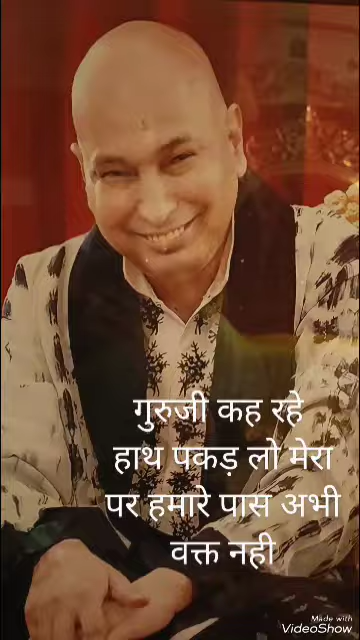 गुरुजी कह रहे
हाथ पकड़ लो मेरा
पर हमारे पास अभी
वक्त नही
Made with
VideoShow